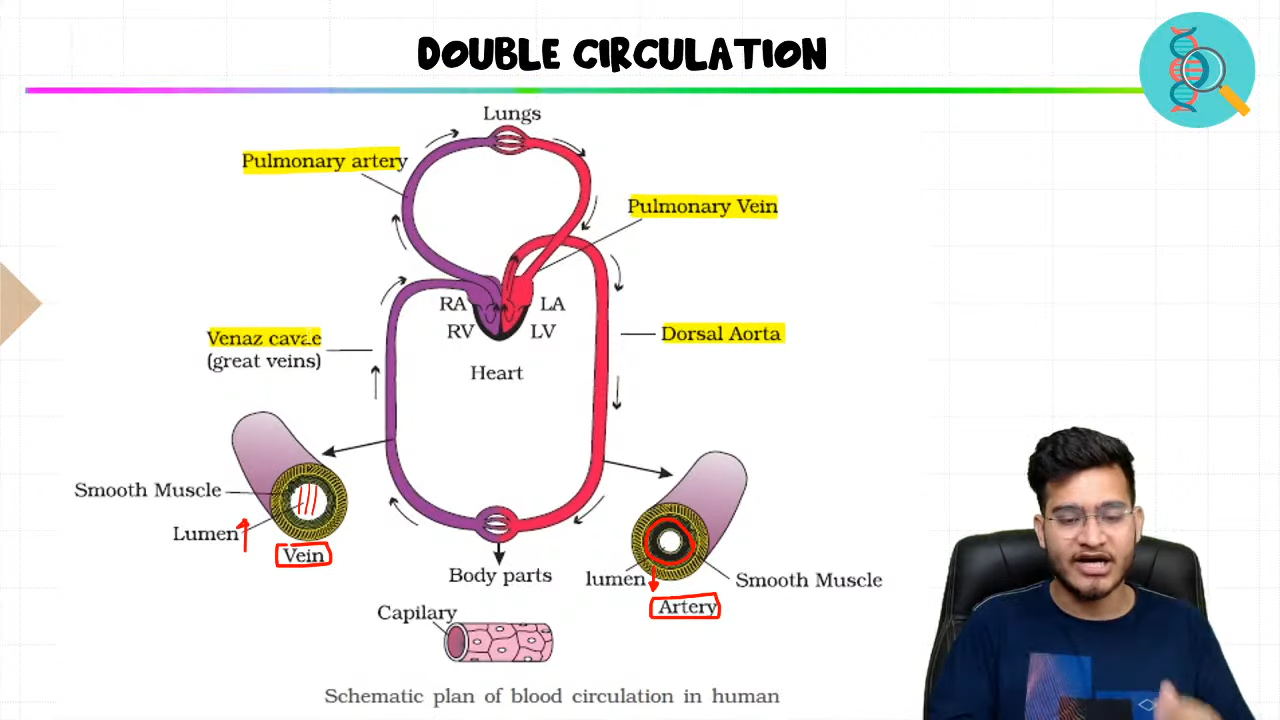 DOUBLE CIRCULATION
Lungs
Pulmonary artery
Pulmonary Vein
RA
LA
RV
LV
Venaz cavae
(great veins)
Dorsal Aorta
Heart
Smooth Muscle
Lumen
Vein
Body parts
lumen
Smooth Muscle
Artery
Capilary
Schematic plan of blood circulation in human